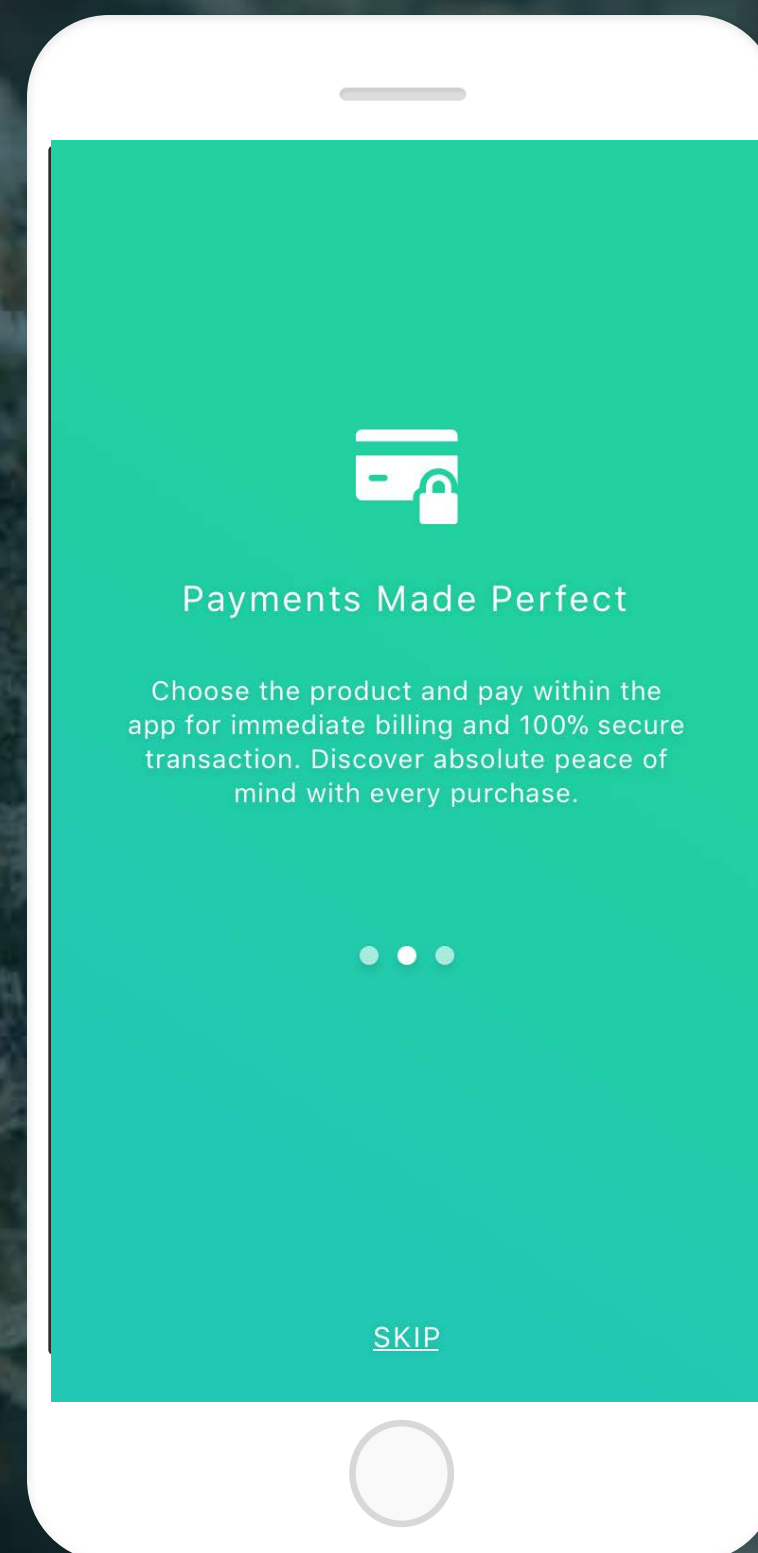 Payments Made Perfect
Choose the product and pay within the
app for immediate billing and 100% secure
transaction. Discover absolute peace of
mind with every purchase.
SKIP